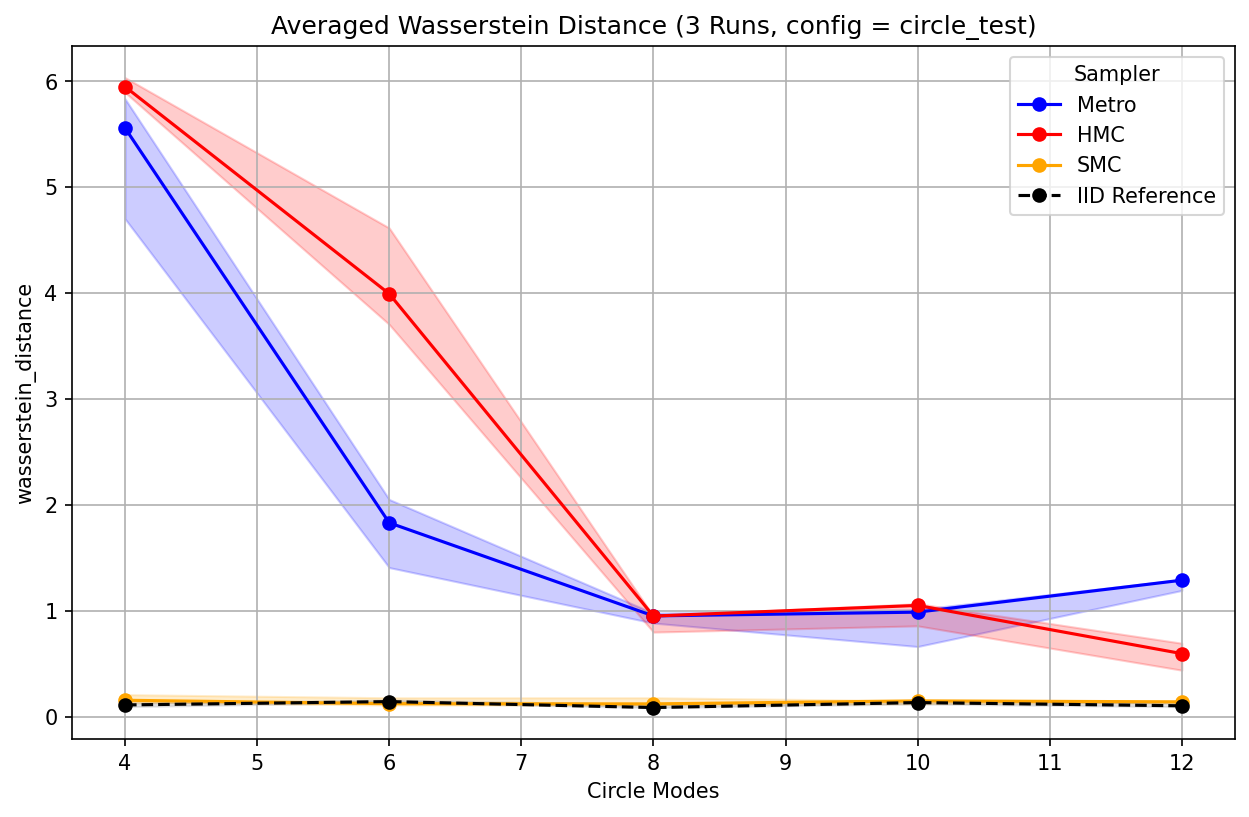 Averaged Wasserstein Distance (3 Runs, config = circle_test)
Sampler
Metro
HMC
SMC
IID Reference
wasserstein_distance
6
5
4
3
2
1
0
4 5 6 7 8 9 10 11 12
Circle Modes